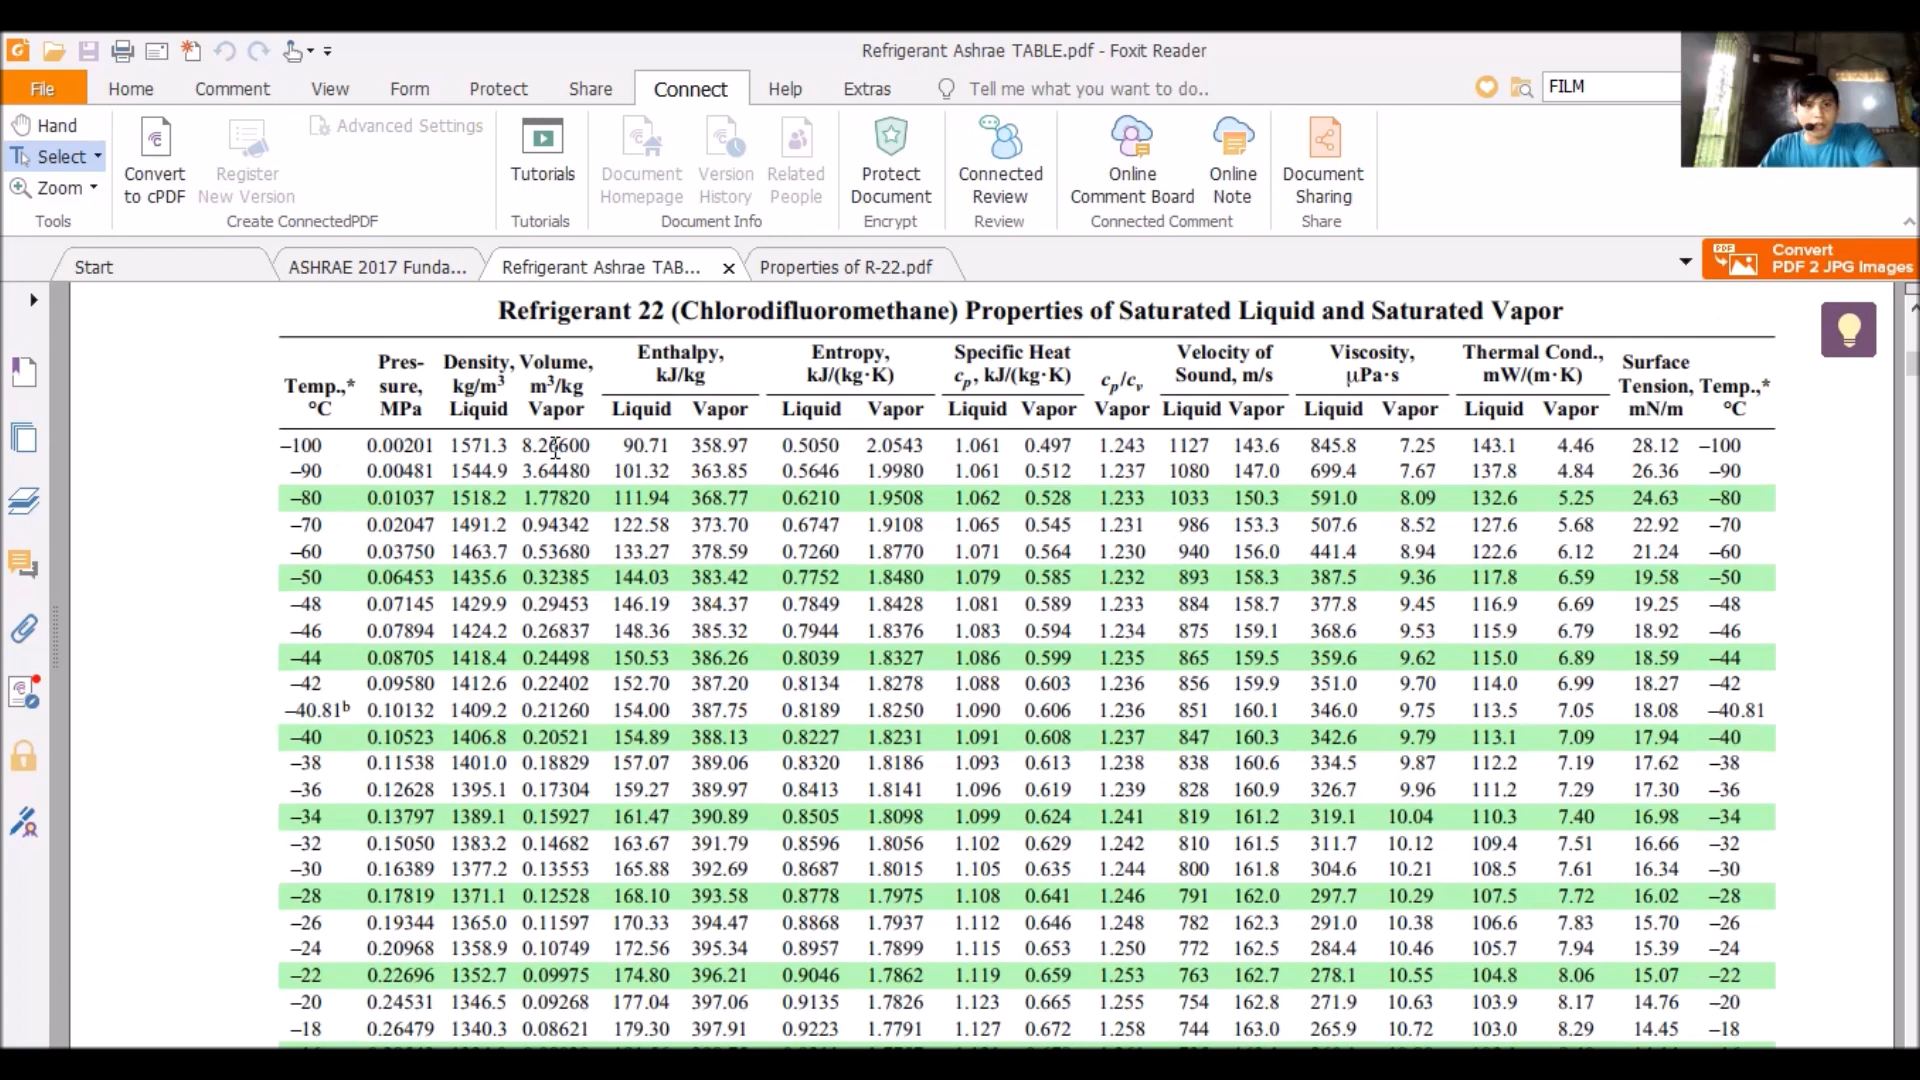 Refrigerant Ashrae TABLE.pdf - Foxit Reader
File Home Comment View Form Protect Share Connect Help Extras Tell me what you want to do.. FILM
Hand
Select
Zoom
Tools
Convert to cPDF
Register New Version
Advanced Settings
Create ConnectedPDF
Tutorials
Tutorials
Document Homepage
Version History
Related People
Document Info
Protect Document
Encrypt
Connected Review
Review
Online Comment Board
Online Note
Connected Comment
Document Sharing
Share
Start ASHRAE 2017 Funda... Refrigerant Ashrae TAB... Properties of R-22.pdf
PDF
Convert
PDF 2 JPG Images
Refrigerant 22 (Chlorodifluoromethane) Properties of Saturated Liquid and Saturated Vapor
Temp.,* °C Pres- sure, MPa Density, kg/m³ Liquid Volume, m³/kg Vapor Enthalpy, kJ/kg Entropy, kJ/(kg·K) Specific Heat cp, kJ/(kg·K) cp/cv Vapor Velocity of Sound, m/s Viscosity, μPa·s Thermal Cond., mW/(m·K) Surface Tension, mN/m Temp.,* °C
Liquid Vapor Liquid Vapor Liquid Vapor Liquid Vapor Liquid Vapor Liquid Vapor
–100 0.00201 1571.3 8.26600 90.71 358.97 0.5050 2.0543 1.061 0.497 1.243 1127 143.6 845.8 7.25 143.1 4.46 28.12 –100
–90 0.00481 1544.9 3.64480 101.32 363.85 0.5646 1.9980 1.061 0.512 1.237 1080 147.0 699.4 7.67 137.8 4.84 26.36 –90
–80 0.01037 1518.2 1.77820 111.94 368.77 0.6210 1.9508 1.062 0.528 1.233 1033 150.3 591.0 8.09 132.6 5.25 24.63 –80
–70 0.02047 1491.2 0.94342 122.58 373.70 0.6747 1.9108 1.065 0.545 1.231 986 153.3 507.6 8.52 127.6 5.68 22.92 –70
–60 0.03750 1463.7 0.53680 133.27 378.59 0.7260 1.8770 1.071 0.564 1.230 940 156.0 441.4 8.94 122.6 6.12 21.24 –60
–50 0.06453 1435.6 0.32385 144.03 383.42 0.7752 1.8480 1.079 0.585 1.232 893 158.3 387.5 9.36 117.8 6.59 19.58 –50
–48 0.07145 1429.9 0.29453 146.19 384.37 0.7849 1.8428 1.081 0.589 1.233 884 158.7 377.8 9.45 116.9 6.69 19.25 –48
–46 0.07894 1424.2 0.26837 148.36 385.32 0.7944 1.8376 1.083 0.594 1.234 875 159.1 368.6 9.53 115.9 6.79 18.92 –46
–44 0.08705 1418.4 0.24498 150.53 386.26 0.8039 1.8327 1.086 0.599 1.235 865 159.5 359.6 9.62 115.0 6.89 18.59 –44
–42 0.09580 1412.6 0.22402 152.70 387.20 0.8134 1.8278 1.088 0.603 1.236 856 159.9 351.0 9.70 114.0 6.99 18.27 –42
–40.81b 0.10132 1409.2 0.21260 154.00 387.75 0.8189 1.8250 1.090 0.606 1.236 851 160.1 346.0 9.75 113.5 7.05 18.08 –40.81
–40 0.10523 1406.8 0.20521 154.89 388.13 0.8227 1.8231 1.091 0.608 1.237 847 160.3 342.6 9.79 113.1 7.09 17.94 –40
–38 0.11538 1401.0 0.18829 157.07 389.06 0.8320 1.8186 1.093 0.613 1.238 838 160.6 334.5 9.87 112.2 7.19 17.62 –38
–36 0.12628 1395.1 0.17304 159.27 389.97 0.8413 1.8141 1.096 0.619 1.239 828 160.9 326.7 9.96 111.2 7.29 17.30 –36
–34 0.13797 1389.1 0.15927 161.47 390.89 0.8505 1.8098 1.099 0.624 1.241 819 161.2 319.1 10.04 110.3 7.40 16.98 –34
–32 0.15050 1383.2 0.14682 163.67 391.79 0.8596 1.8056 1.102 0.629 1.242 810 161.5 311.7 10.12 109.4 7.51 16.66 –32
–30 0.16389 1377.2 0.13553 165.88 392.69 0.8687 1.8015 1.105 0.635 1.244 800 161.8 304.6 10.21 108.5 7.61 16.34 –30
–28 0.17819 1371.1 0.12528 168.10 393.58 0.8778 1.7975 1.108 0.641 1.246 791 162.0 297.7 10.29 107.5 7.72 16.02 –28
–26 0.19344 1365.0 0.11597 170.33 394.47 0.8868 1.7937 1.112 0.646 1.248 782 162.3 291.0 10.38 106.6 7.83 15.70 –26
–24 0.20968 1358.9 0.10749 172.56 395.34 0.8957 1.7899 1.115 0.653 1.250 772 162.5 284.4 10.46 105.7 7.94 15.39 –24
–22 0.22696 1352.7 0.09975 174.80 396.21 0.9046 1.7862 1.119 0.659 1.253 763 162.7 278.1 10.55 104.8 8.06 15.07 –22
–20 0.24531 1346.5 0.09268 177.04 397.06 0.9135 1.7826 1.123 0.665 1.255 754 162.8 271.9 10.63 103.9 8.17 14.76 –20
–18 0.26479 1340.3 0.08621 179.30 397.91 0.9223 1.7791 1.127 0.672 1.258 744 163.0 265.9 10.72 103.0 8.29 14.45 –18